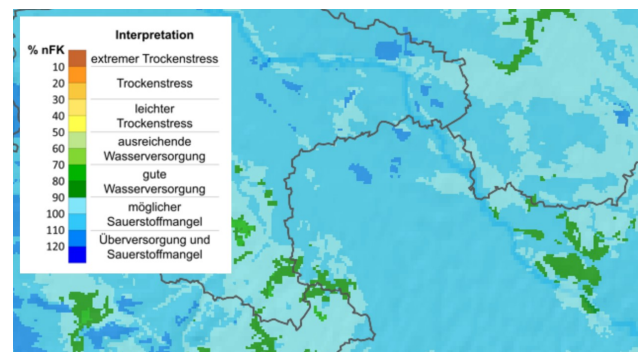 Interpretation
% nFK
extremer Trockenstress
10
Trockenstress
20
30
leichter
40
Trockenstress
50
ausreichende
60
Wasserversorgung
70
gute
80
Wasserversorgung
90
möglicher
100
Sauerstoffmangel
110
Überversorgung und
120
Sauerstoffmangel